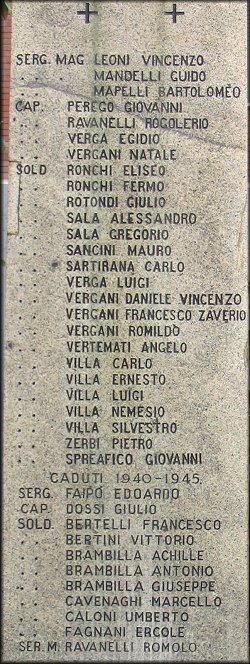 SERG. MAG. LEONI VINCENZO
. . . MANDELLI GUIDO
. . . MAPELLI BARTOLOMEO
CAP. PEREGO GIOVANNI
. . . RAVANELLI ROGOLERIO
. . . VERGA EGIDIO
. . . VERGANI NATALE
SOLD. RONCHI ELISEO
. . . RONCHI FERMO
. . . ROTONDI GIULIO
. . . SALA ALESSANDRO
. . . SALA GREGORIO
. . . SANCINI MAURO
. . . SARTIRANA CARLO
. . . VERGA LUIGI
. . . VERGANI DANIELE VINCENZO
. . . VERGANI FRANCESCO ZAVERIO
. . . VERGANI ROMILDO
. . . VERTEMATI ANGELO
. . . VILLA CARLO
. . . VILLA ERNESTO
. . . VILLA LUIGI
. . . VILLA NEMESIO
. . . VILLA SILVESTRO
. . . ZERBI PIETRO
. . . SPREAFICO GIOVANNI
CADUTI 1940-1945
SERG. FAIPÒ EDOARDO
CAP. DOSSI GIULIO
SOLD. BERTELLI FRANCESCO
. . . BERTINI VITTORIO
. . . BRAMBILLA ACHILLE
. . . BRAMBILLA ANTONIO
. . . BRAMBILLA GIUSEPPE
. . . CAVENAGHI MARCELLO
. . . CALONI UMBERTO
. . . FAGNANI ERCOLE
SER. M. RAVANELLI ROMOLO